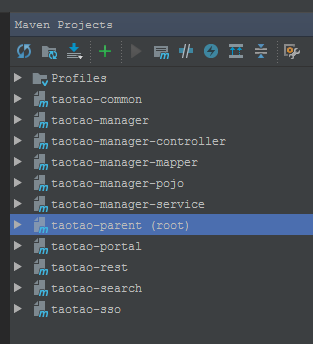 Maven Projects
Profiles
taotao-common
taotao-manager
taotao-manager-controller
taotao-manager-mapper
taotao-manager-pojo
taotao-manager-service
taotao-parent (root)
taotao-portal
taotao-rest
taotao-search
taotao-sso